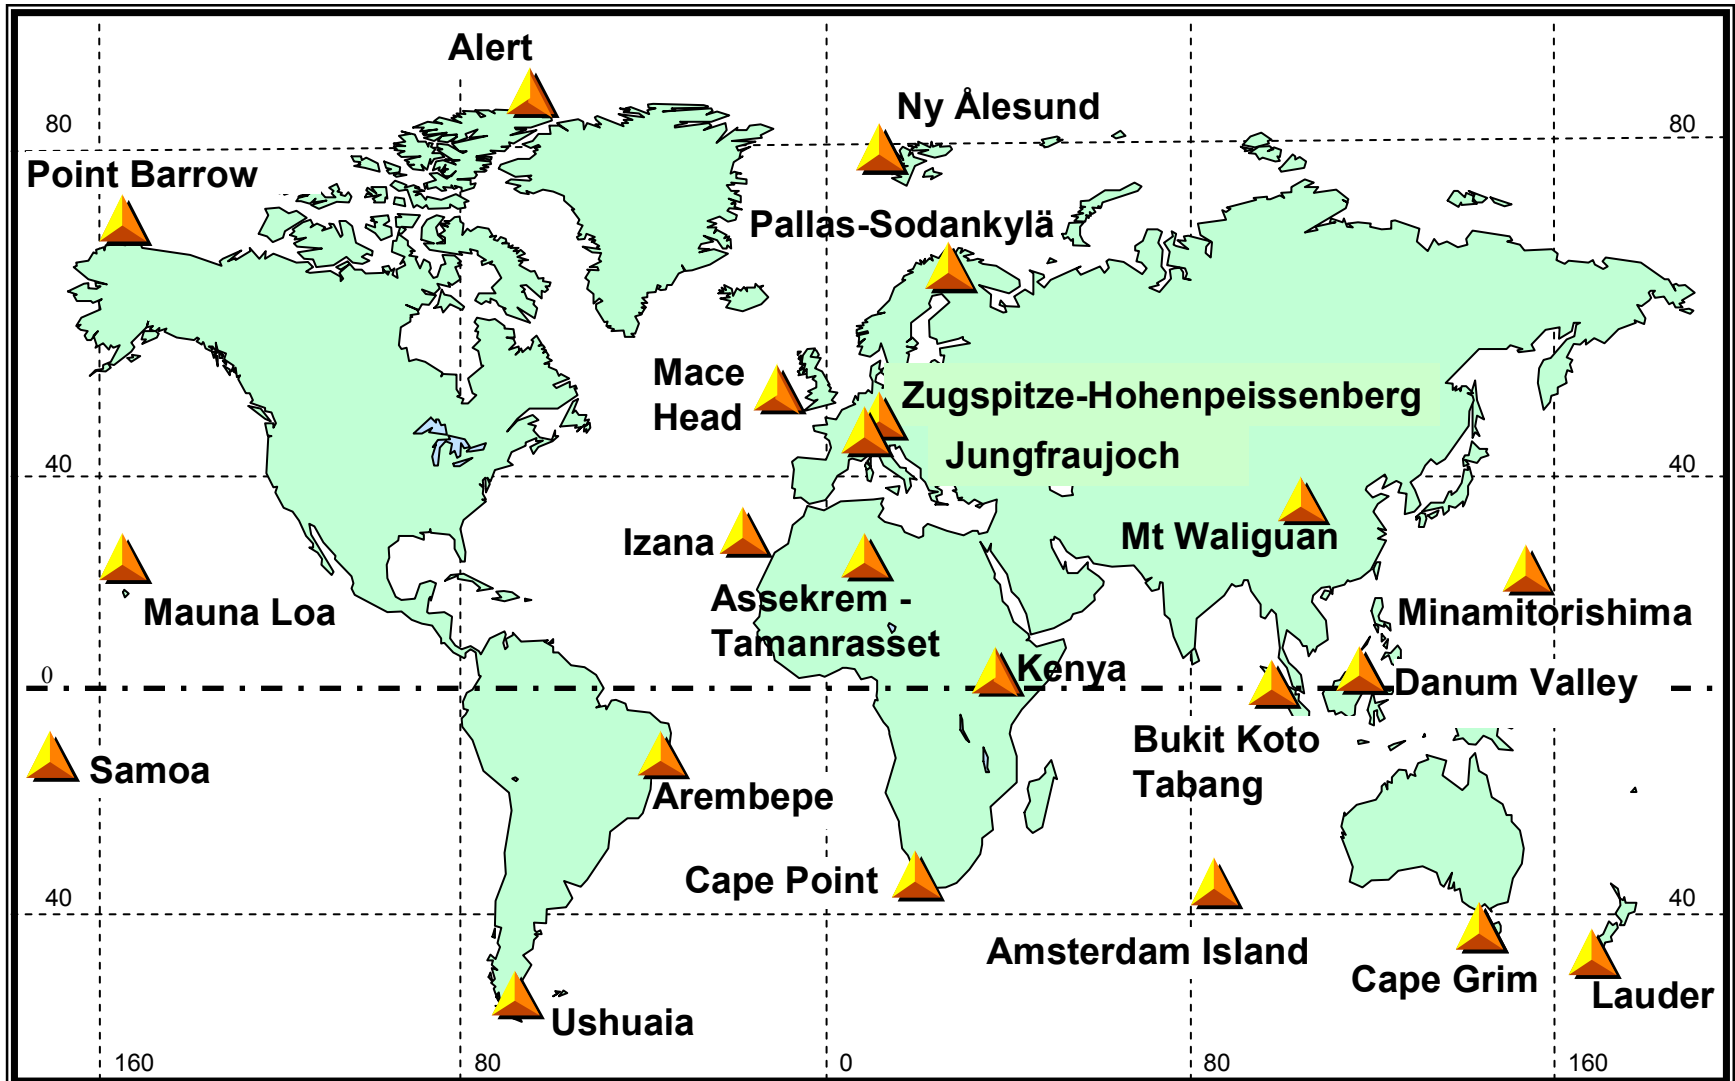 Alert
Ny Ålesund
80
80
Point Barrow
Pallas-Sodankylä
Mace
Head
Zugspitze-Hohenpeissenberg
Jungfraujoch
40
40
Izana
Mt Waliguan
Mauna Loa
Assekrem -
Tamanrasset
Minamitorishima
Kenya
0
Danum Valley
Bukit Koto
Tabang
Samoa
Arembepe
Cape Point
40
40
Amsterdam Island
Cape Grim
Lauder
Ushuaia
160
80
0
80
160